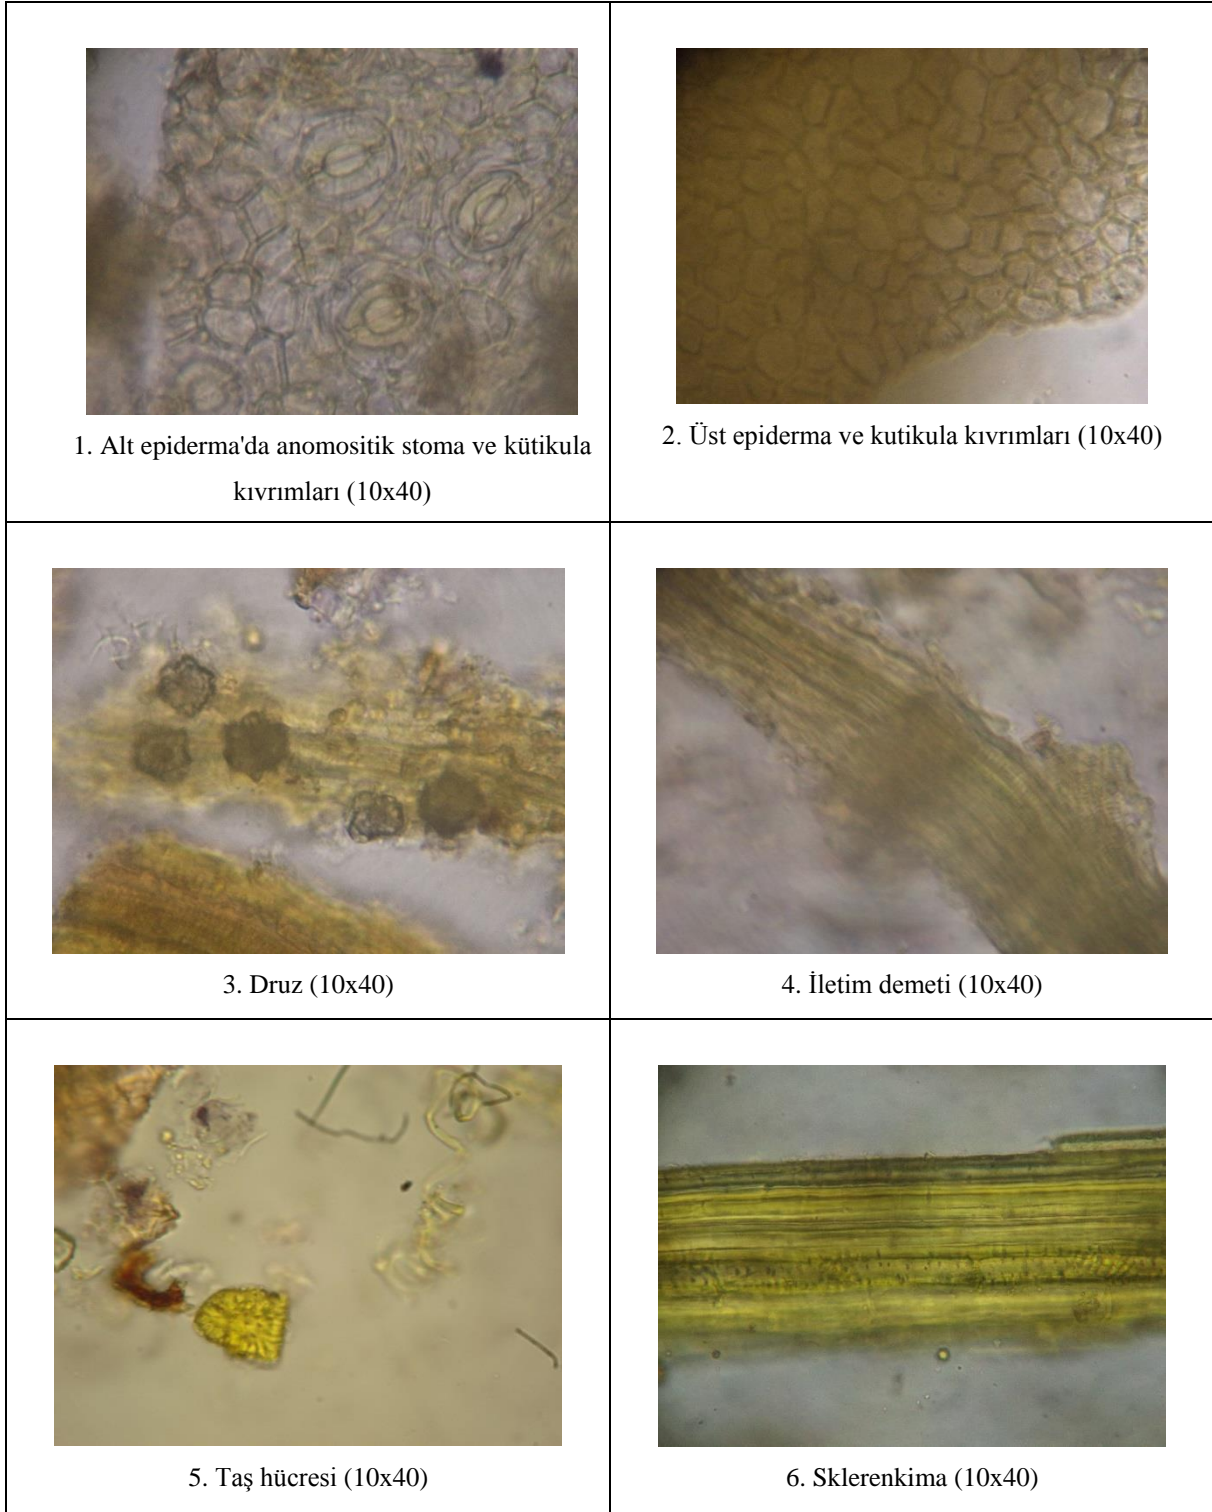 1. Alt epiderma'da anomositik stoma ve kütikula
kıvrımları (10x40)
2. Üst epiderma ve kutikula kıvrımları (10x40)
3. Druz (10x40)
4. İletim demeti (10x40)
5. Taş hücresi (10x40)
6. Sklerenkima (10x40)